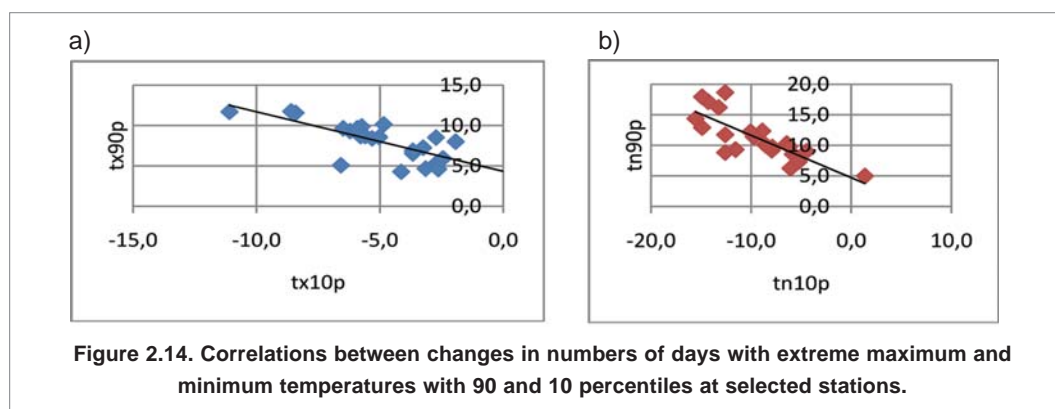 a)
b)
15,0
10,0
5,0
0,0
tx90p
-15,0
-10,0
-5,0
0,0
tx10p
20,0
15,0
10,0
5,0
0,0
tn90p
-20,0
-10,0
0,0
10,0
tn10p
Figure 2.14. Correlations between changes in numbers of days with extreme maximum and
minimum temperatures with 90 and 10 percentiles at selected stations.